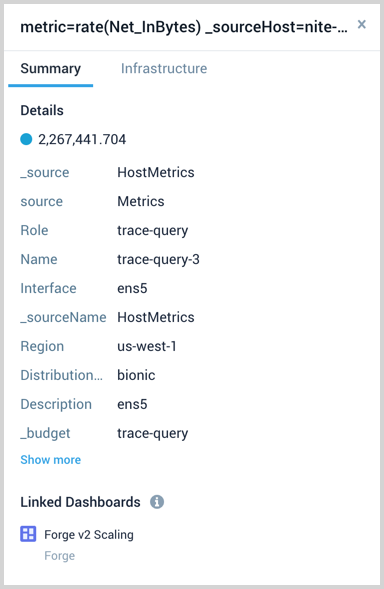 metric=rate(Net_InBytes) _sourceHost=nite-...
Summary Infrastructure
Details
2,267,441.704
_source HostMetrics
source Metrics
Role trace-query
Name trace-query-3
Interface ens5
_sourceName HostMetrics
Region us-west-1
Distribution... bionic
Description ens5
_budget trace-query
Show more
Linked Dashboards
Forge v2 Scaling
Forge